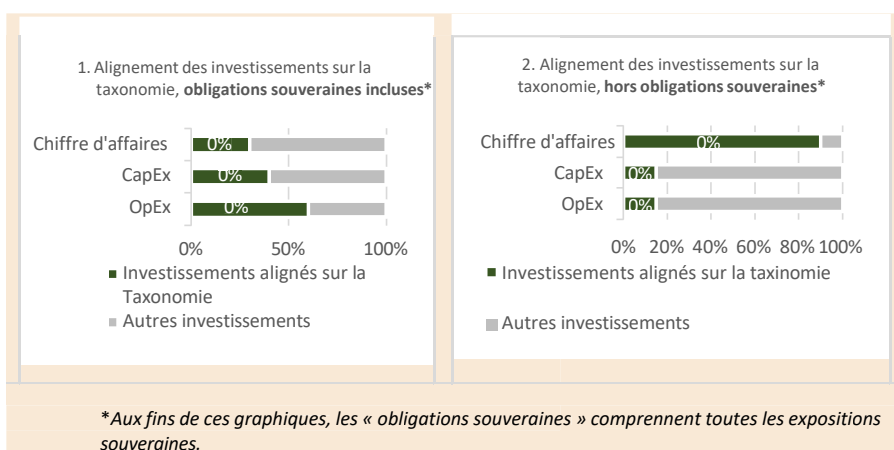 1. Alignement des investissements sur la
taxonomie, obligations souveraines incluses*
Chiffre d'affaires
0%
CapEx
0%
OpEx
0%
0%
50%
100%
Investissements alignés sur la
Taxonomie
Autres investissements
2. Alignement des investissements sur la
taxonomie, hors obligations souveraines*
Chiffre d'affaires
0%
CapEx
0%
OpEx
0%
0% 20% 40% 60% 80% 100%
Investissements alignés sur la taxinomie
Autres investissements
*Aux fins de ces graphiques, les « obligations souveraines » comprennent toutes les expositions
souveraines.